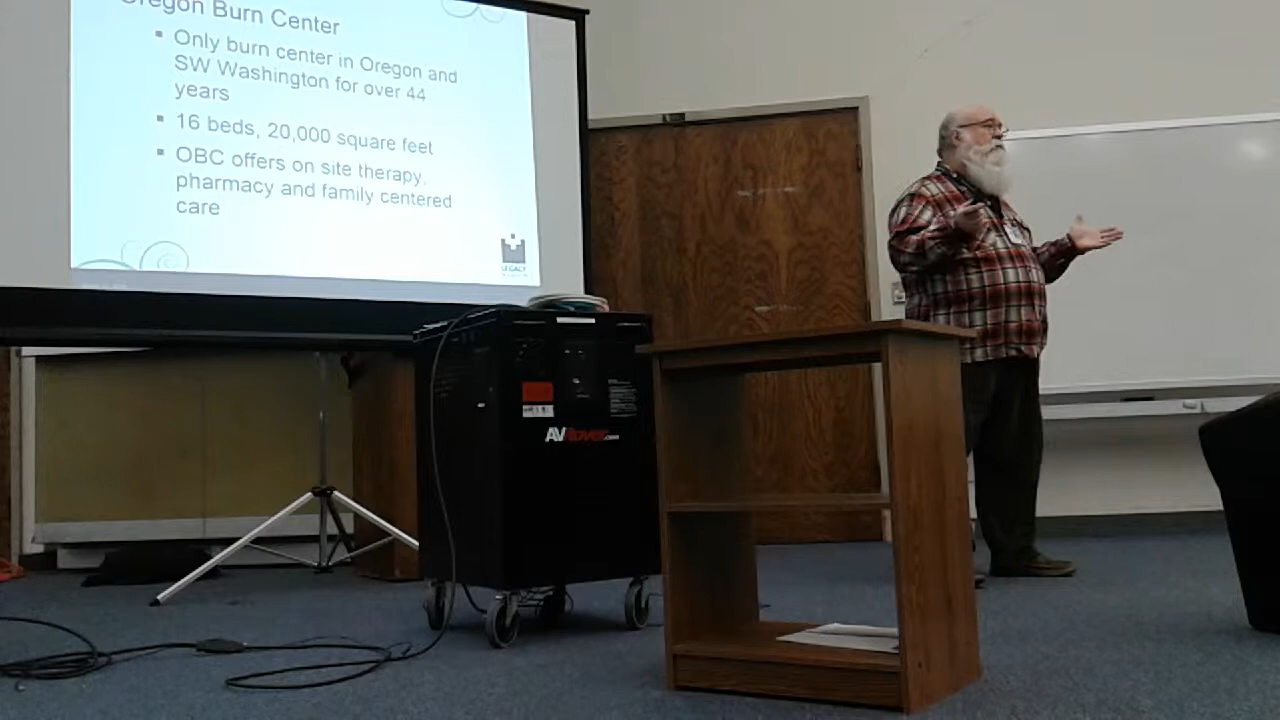 Oregon Burn Center
▪ Only burn center in Oregon and
SW Washington for over 44
years
▪ 16 beds, 20,000 square feet
▪ OBC offers on site therapy,
pharmacy and family centered
care
LEGACY
AVRover.com